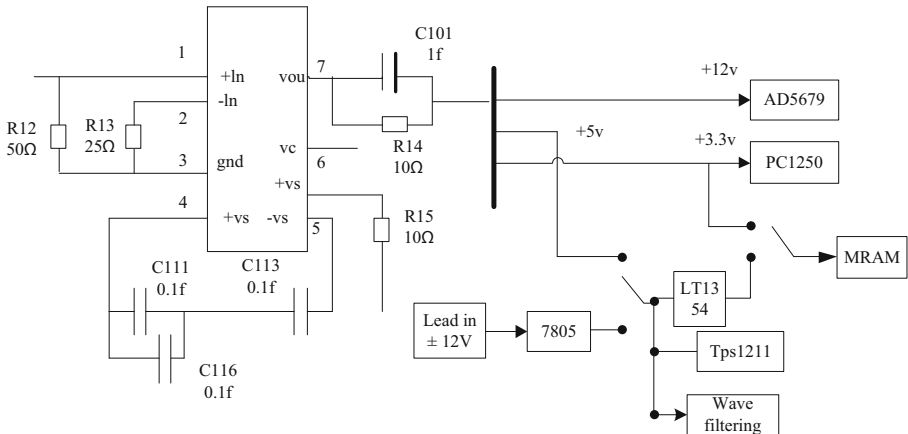 C101
1f
1
7
+ln
vou
-ln
2
R12
50Ω
R13
25Ω
3
gnd
vc
6
R14
10Ω
+vs
4
+vs
-vs
5
R15
10Ω
C111
0.1f
C113
0.1f
C116
0.1f
+12v
AD5679
+5v
+3.3v
PC1250
MRAM
LT13
54
Lead in
± 12V
7805
Tps1211
Wave
filtering